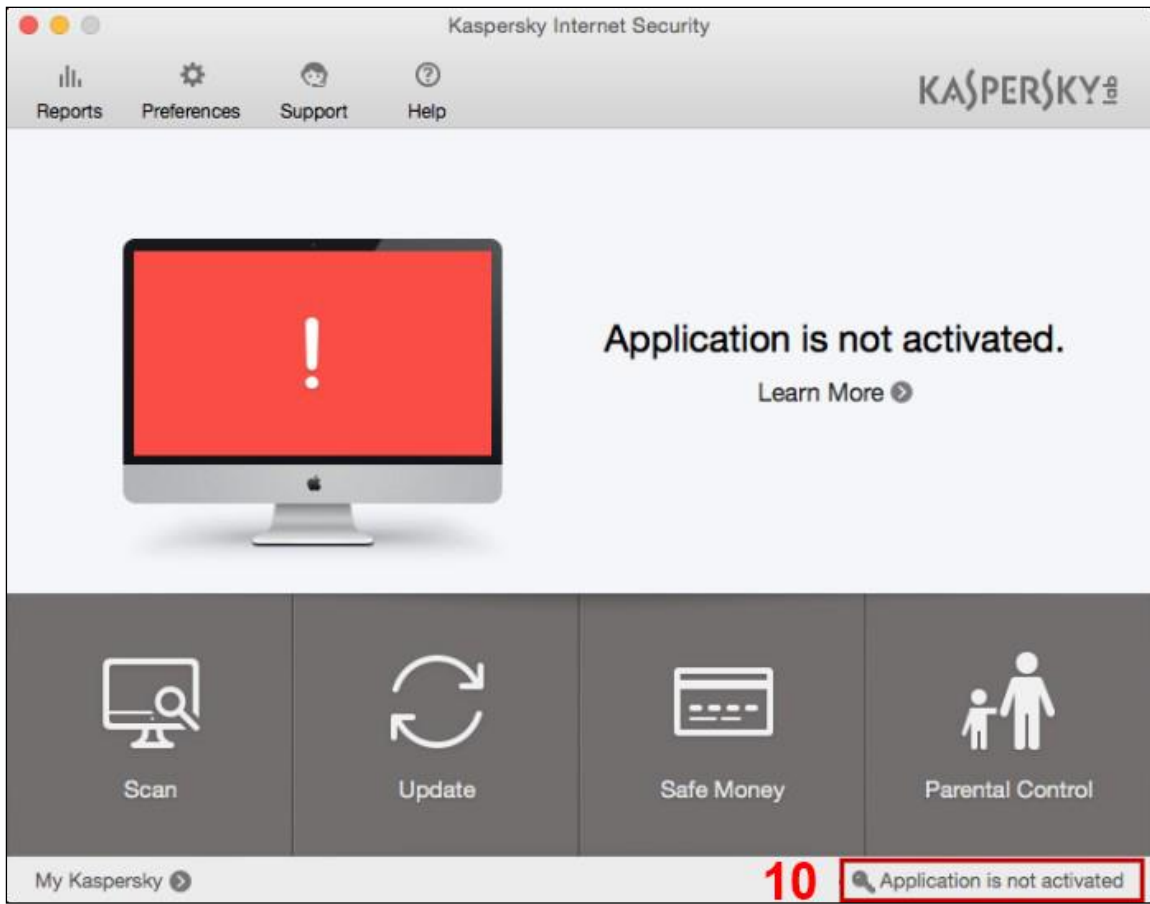 Kaspersky Internet Security
Reports Preferences Support Help
KASPERSKY lab
Application is not activated.
Learn More
Scan Update Safe Money Parental Control
My Kaspersky 10 Application is not activated